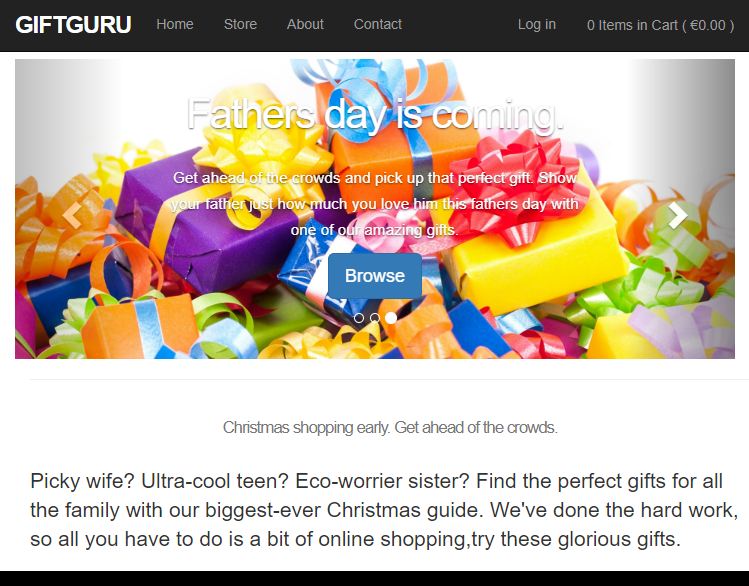 GIFTGURU Home Store About Contact Log in 0 Items in Cart ( €0.00 )
Fathers day is coming.
Get ahead of the crowds and pick up that perfect gift. Show
your father just how much you love him this fathers day with
one of our amazing gifts.
Browse
Christmas shopping early. Get ahead of the crowds.
Picky wife? Ultra-cool teen? Eco-worrier sister? Find the perfect gifts for all
the family with our biggest-ever Christmas guide. We've done the hard work,
so all you have to do is a bit of online shopping,try these glorious gifts.